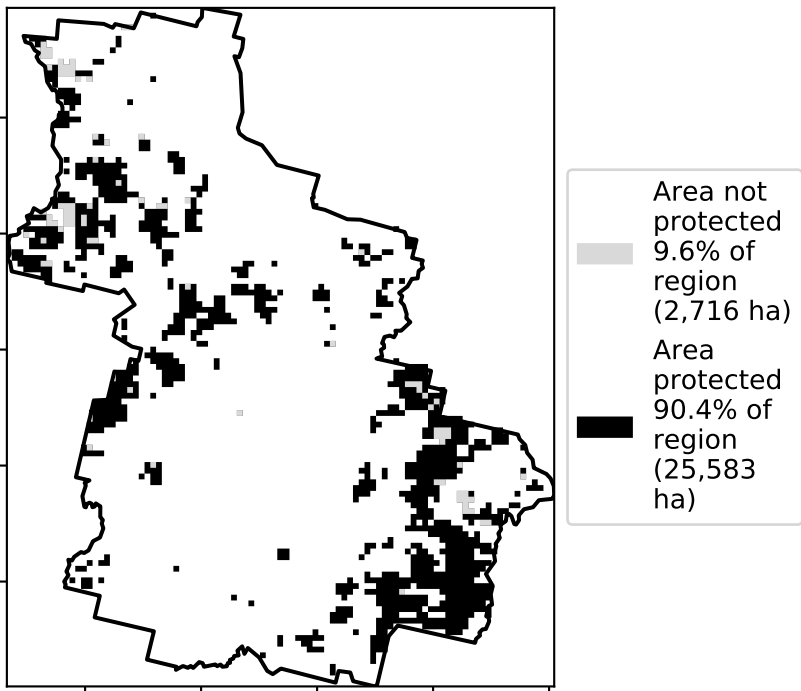 Area not
protected
9.6% of
region
(2,716 ha)
Area
protected
90.4% of
region
(25,583
ha)